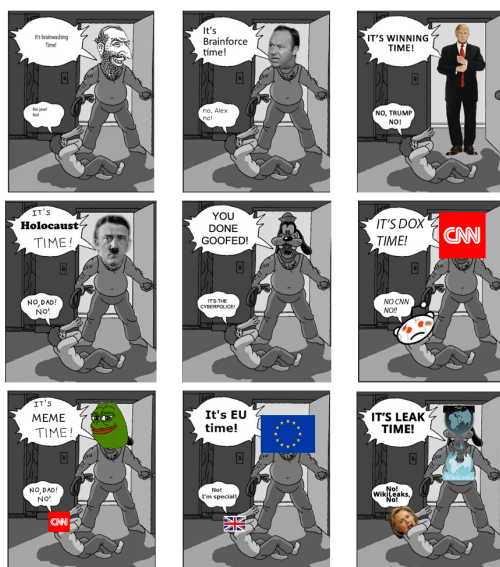 It's brainwashing
Time!
No jew!
No!
It's
Brainforce
time!
no, Alex
no!
IT'S WINNING
TIME!
NO, TRUMP
NO!
IT'S
Holocaust
TIME!
NO, DAD!
NO!
YOU
DONE
GOOFED!
IT'S THE
CYBERPOLICE!
IT'S DOX
TIME!
CNN
NO CNN
NO!!
IT'S
MEME
TIME!
NO, DAD!
NO!
CNN
It's EU
time!
No!
I'm special!
IT'S LEAK
TIME!
No!
WikiLeaks,
No!